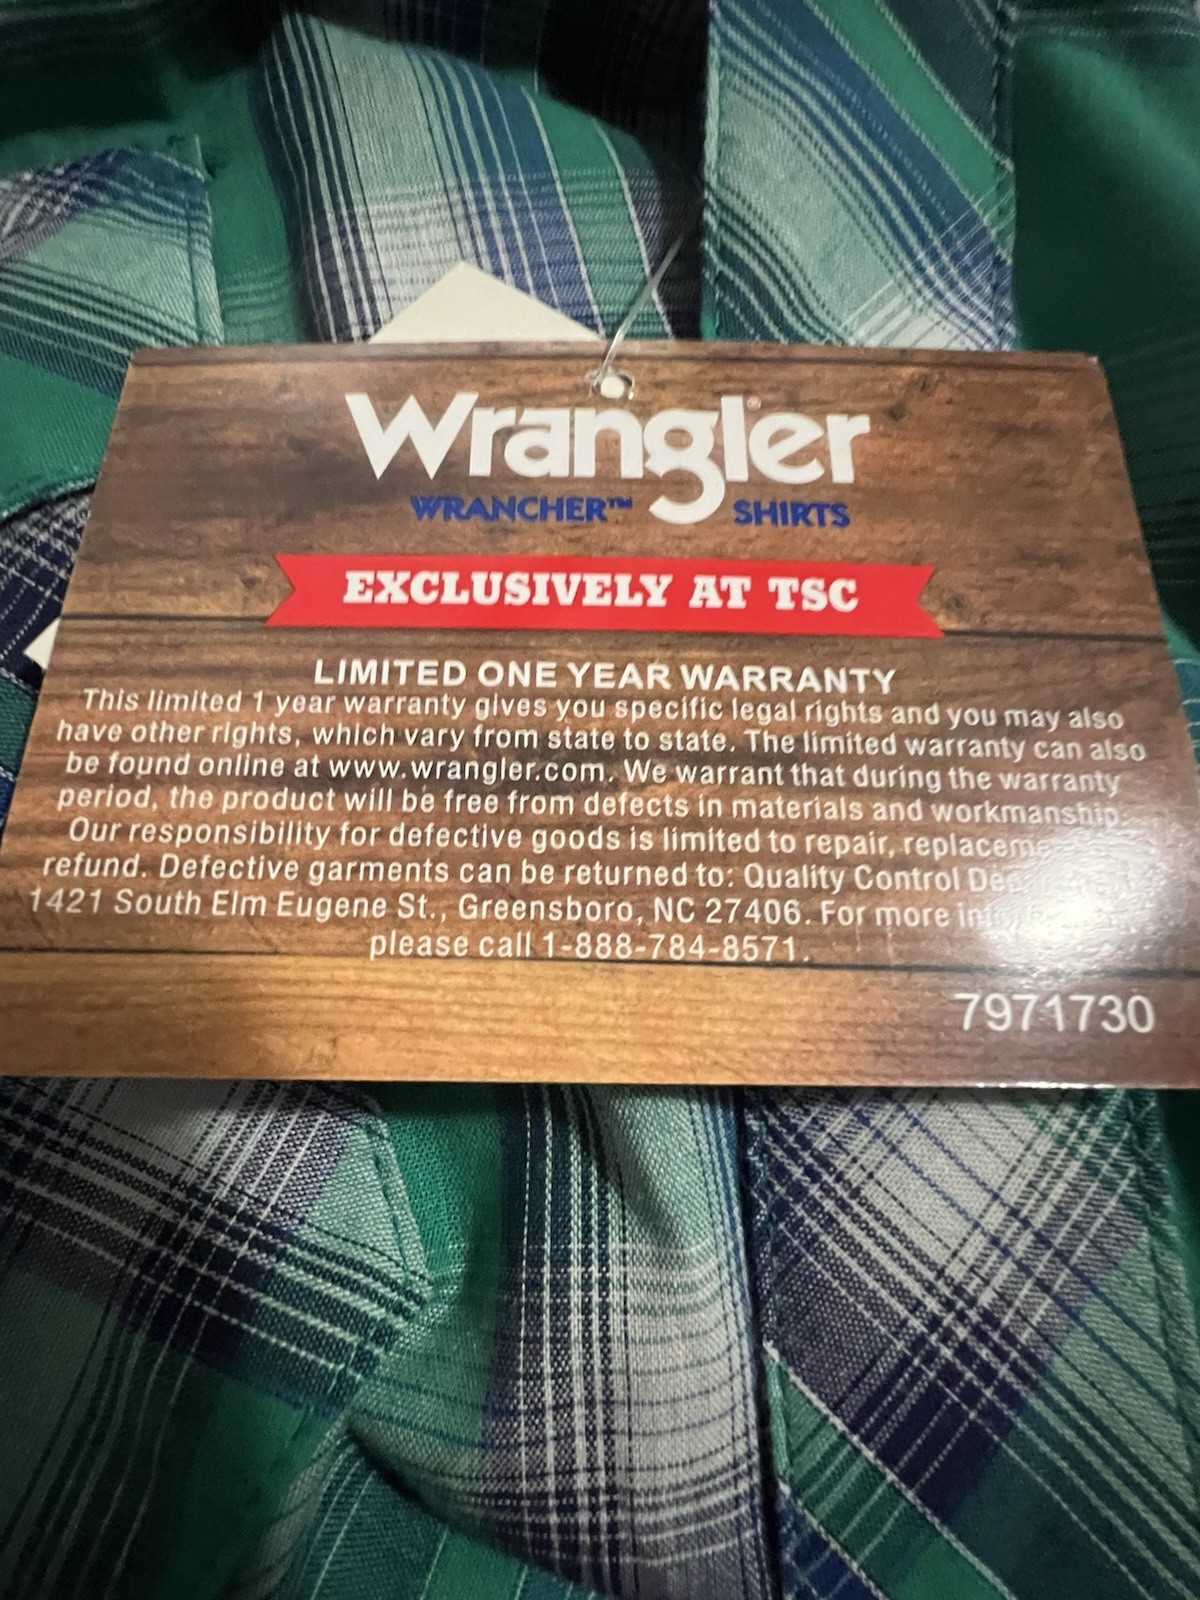 Wrangler®
WRANCHER™ SHIRTS
EXCLUSIVELY AT TSC
LIMITED ONE YEAR WARRANTY
This limited 1 year warranty gives you specific legal rights and you may also
have other rights, which vary from state to state. The limited warranty can also
be found online at www.wrangler.com. We warrant that during the warranty
period, the product will be free from defects in materials and workmanship.
Our responsibility for defective goods is limited to repair,
refund. Defective garments can be returned to: Quality Control
1421 South Elm Eugene St., Greensboro, NC 27406. For more
please call 1-888-784-8571.
7971730